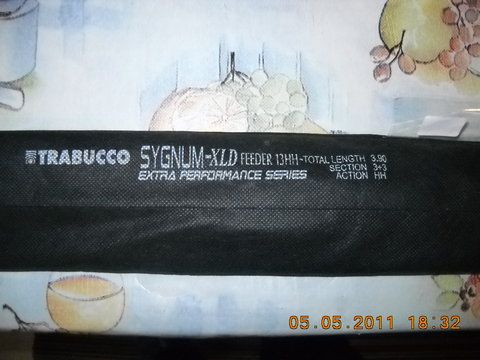 TRABUCCO SYGNUM-XLD FEEDER 13HH-TOTAL LENGTH 3.90
EXTRA PERFORMANCE SERIES SECTION 3+3
ACTION HH
05.05.2011 18:32